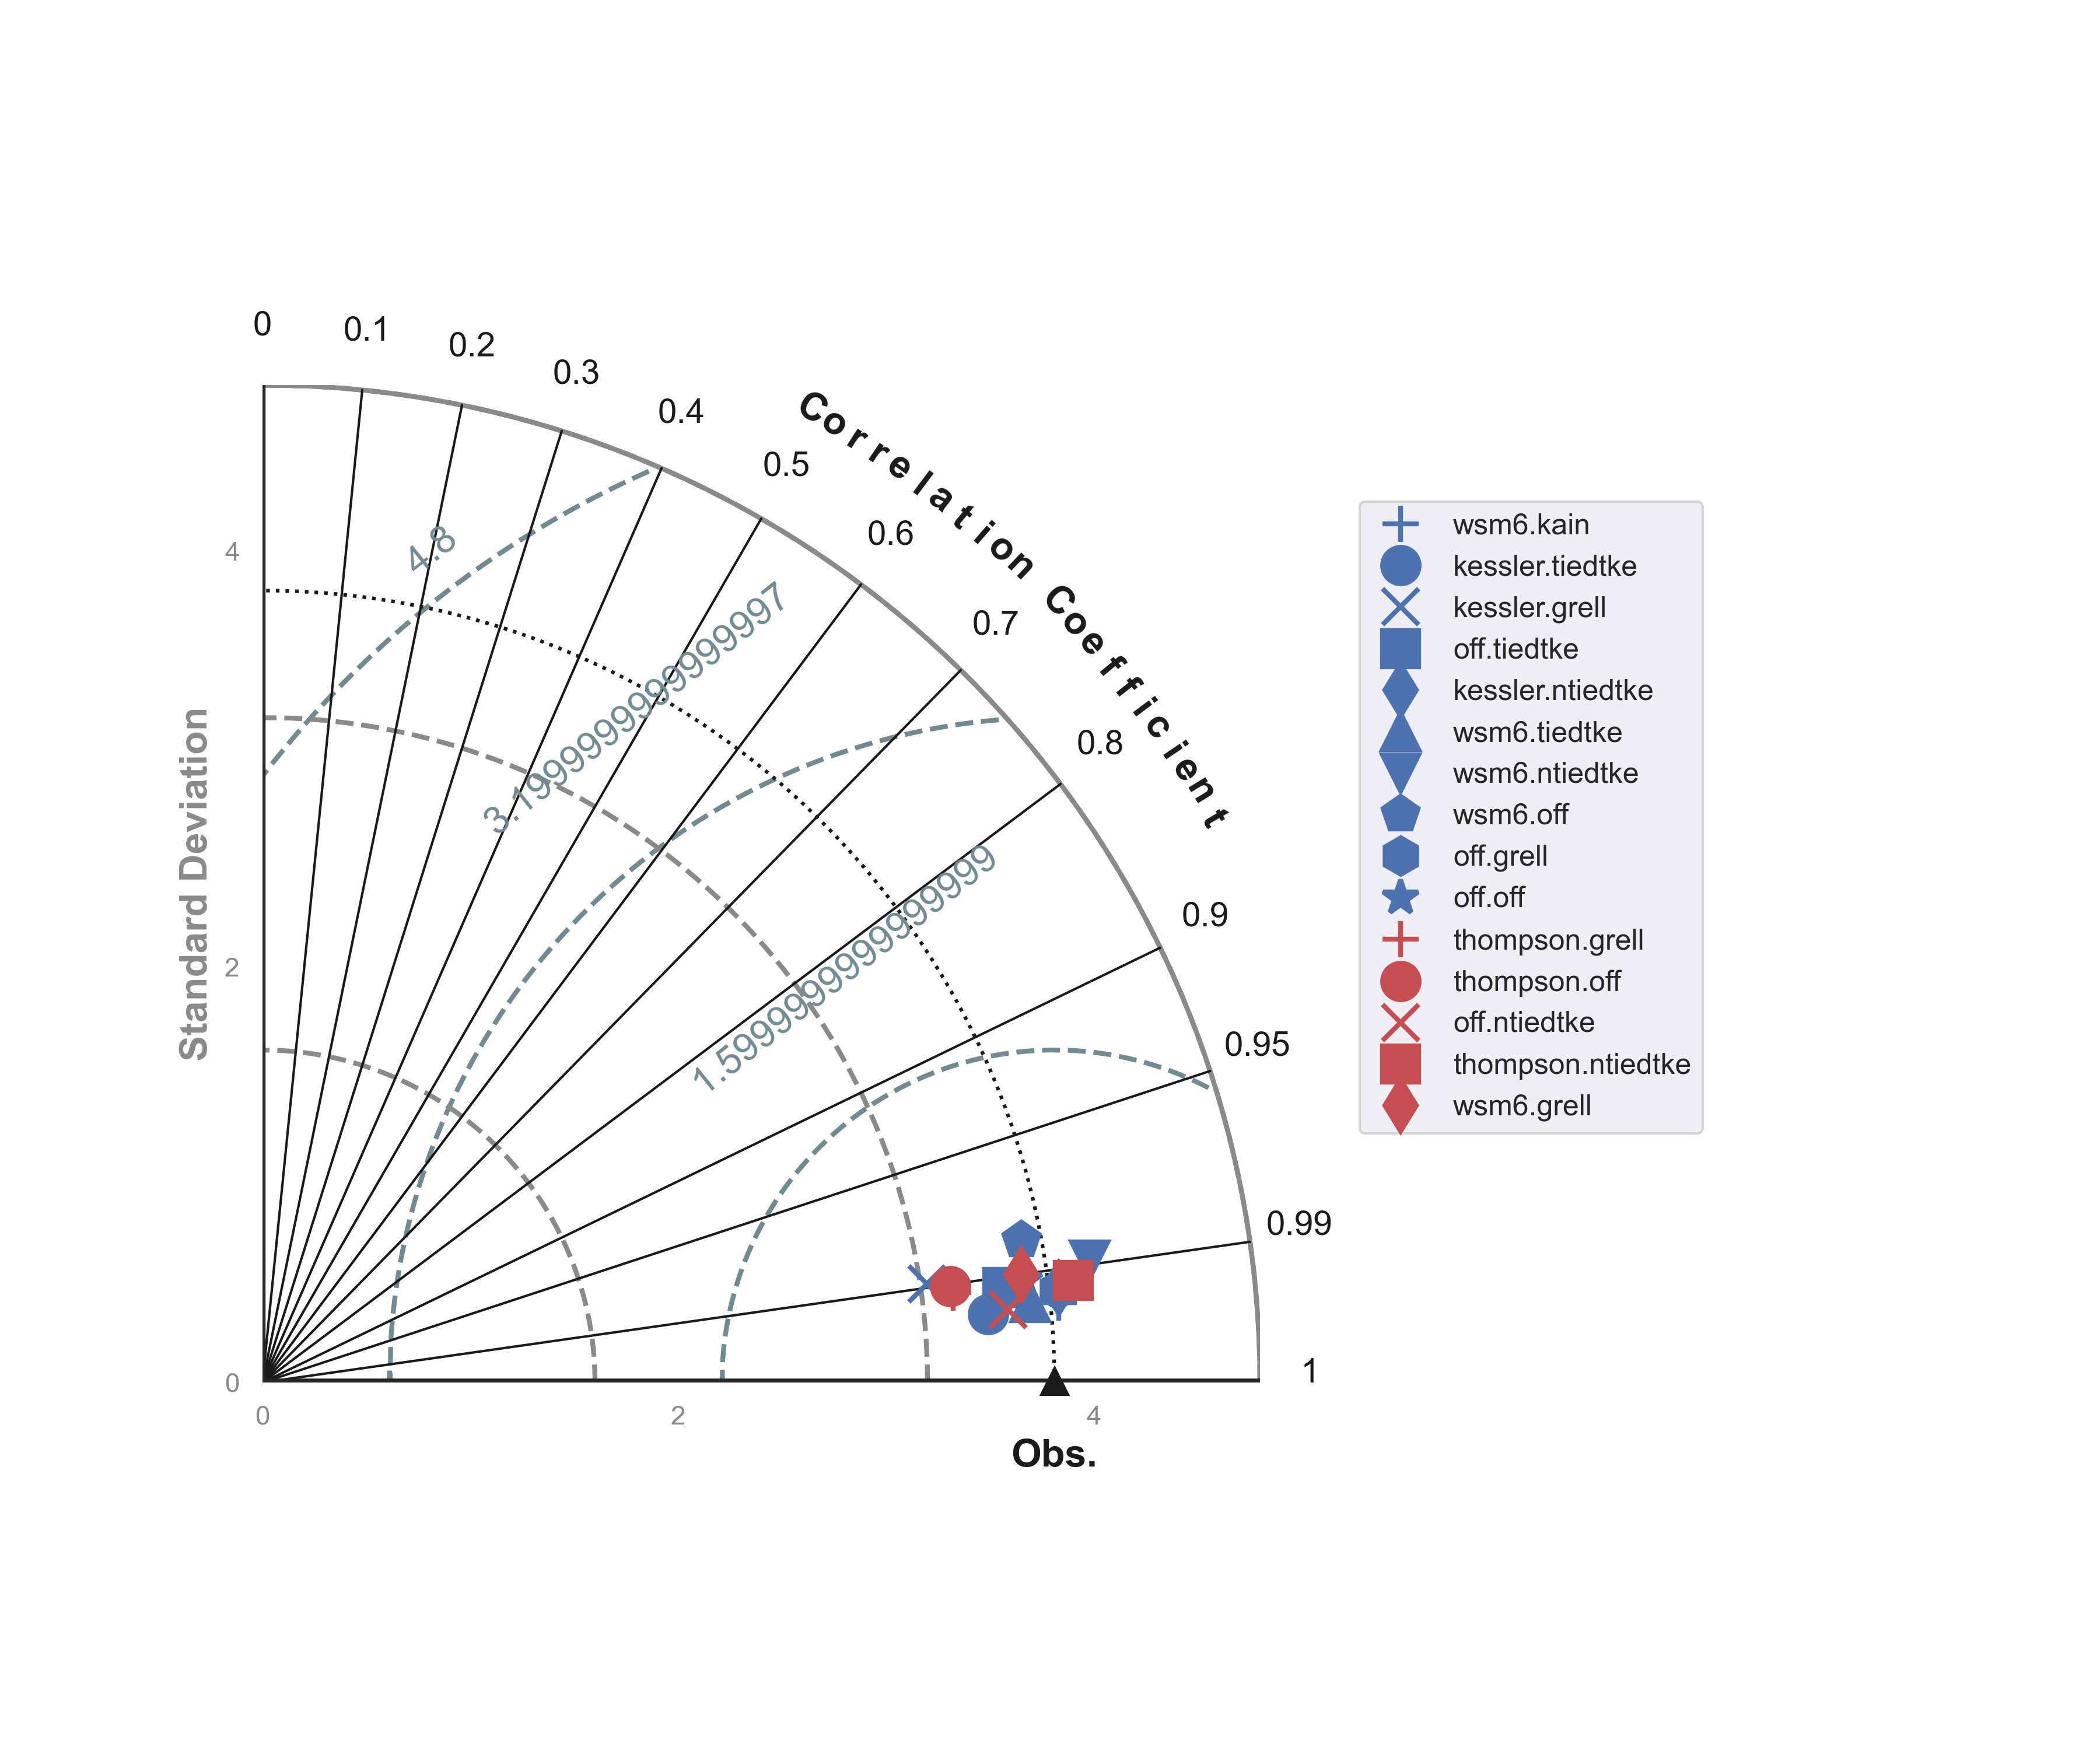 0
0.1
0.2
0.3
0.4
0.5
0.6
0.7
0.8
0.9
0.95
0.99
1
Correlation Coefficient
4.8
3.1999999999999997
1.5999999999999999
Standard Deviation
4
2
0
0
2
4
Obs.
wsm6.kain
kessler.tiedtke
kessler.grell
off.tiedtke
kessler.ntiedtke
wsm6.tiedtke
wsm6.ntiedtke
wsm6.off
off.grell
off.off
thompson.grell
thompson.off
off.ntiedtke
thompson.ntiedtke
wsm6.grell